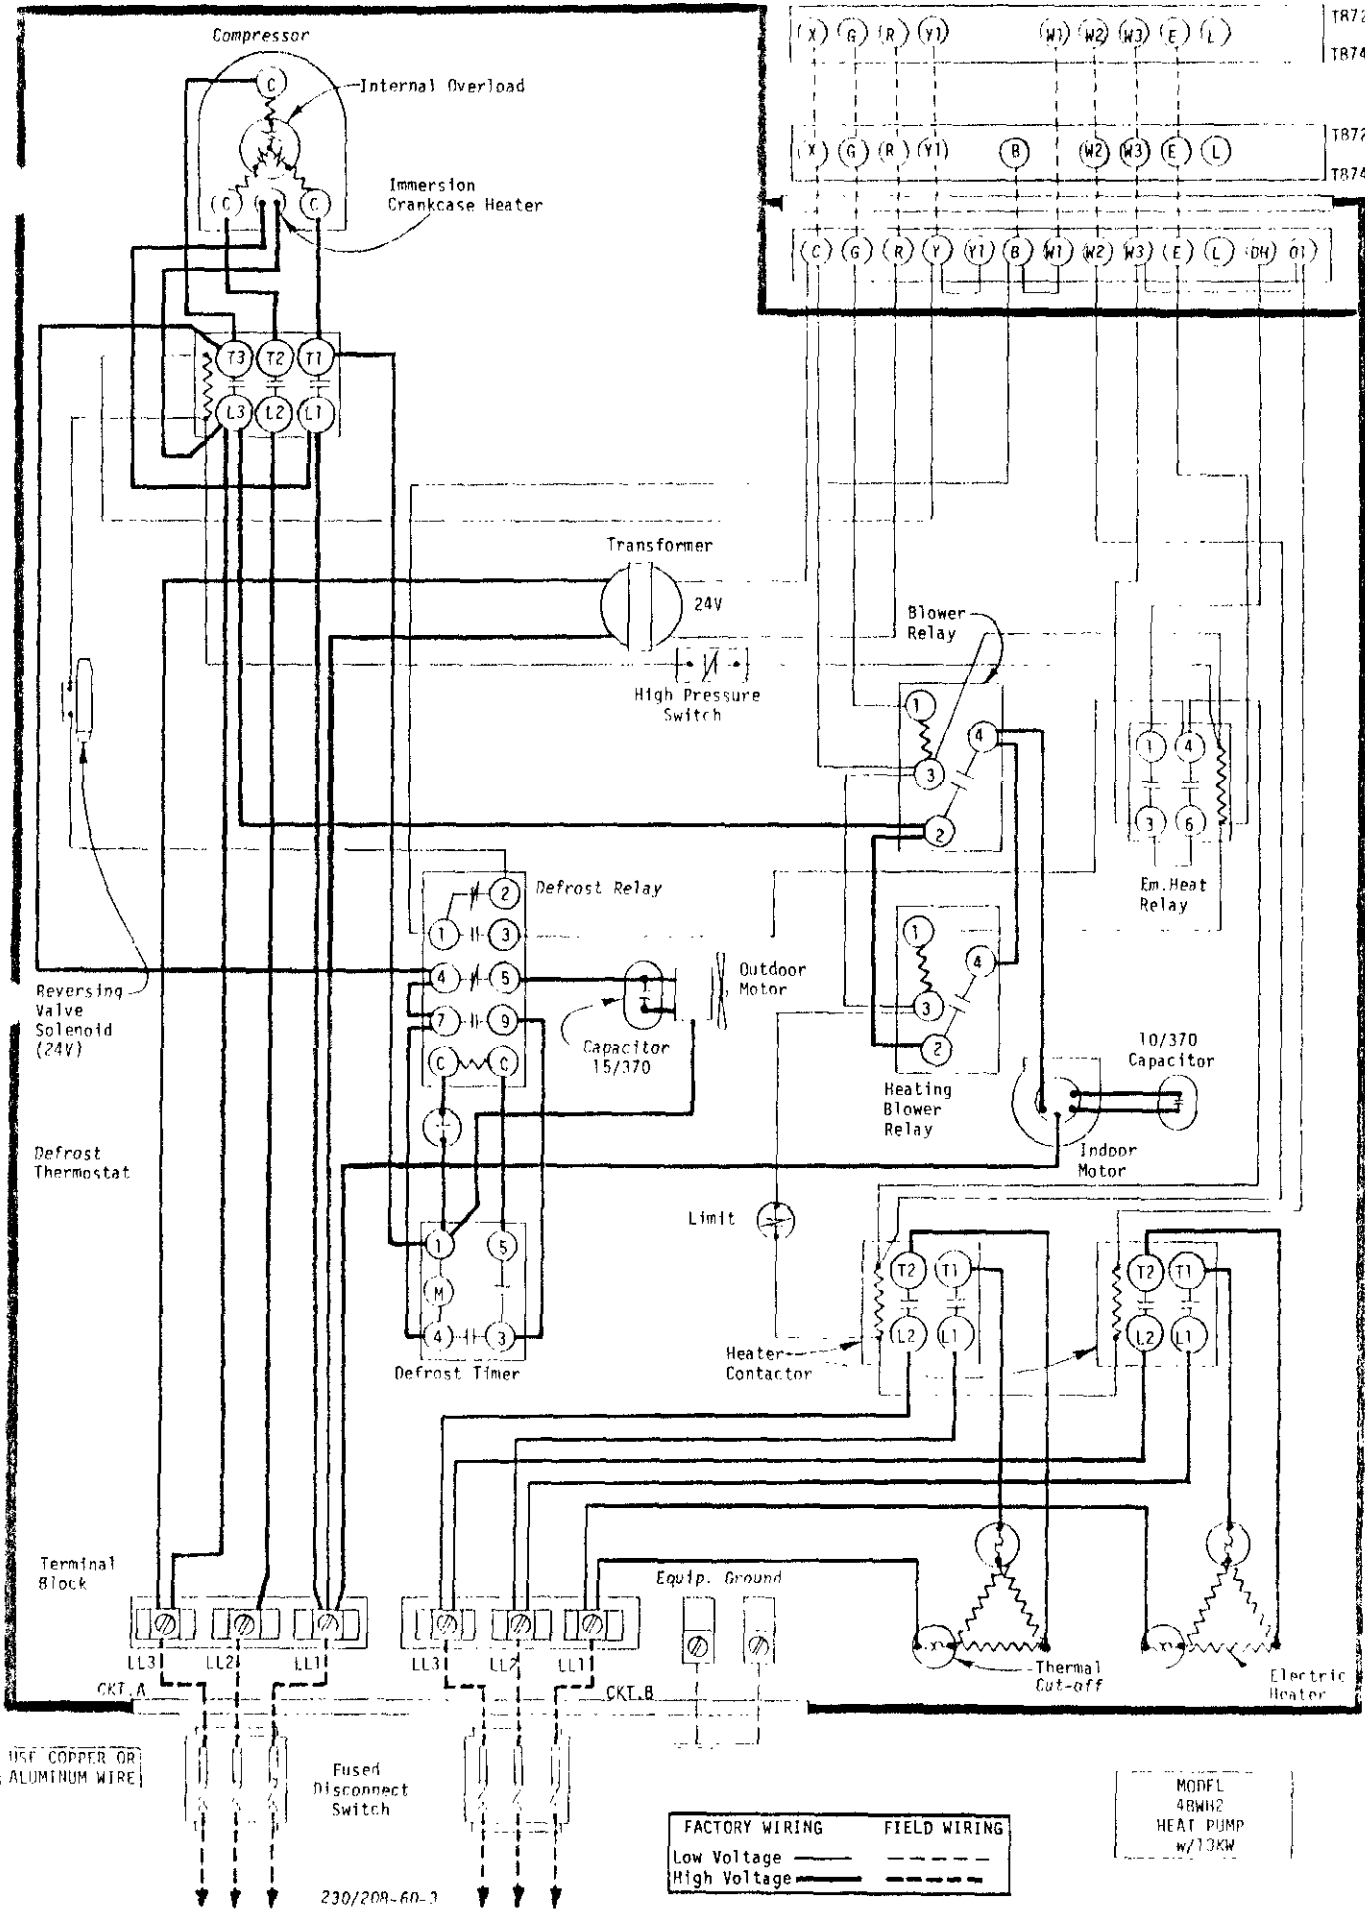 Compressor
X G R Y1 W1 W2 W3 E L
T872
T874
C
Internal Overload
X G R Y1 B W2 W3 E L
T872
T874
Immersion
Crankcase Heater
C C
C G R Y Y1 B W1 W2 W3 E L DH O1
T3 T2 T1
L3 L2 L1
Transformer
24V
Blower
Relay
High Pressure
Switch
1
4
3
2
1 4
3 6
Em.Heat
Relay
Defrost Relay
2
1 3
4 5
7 9
C C
1
4
3
2
Outdoor
Motor
Reversing
Valve
Solenoid
(24V)
Capacitor
15/370
10/370
Capacitor
Heating
Blower
Relay
Defrost
Thermostat
Indoor
Motor
Limit
1 5
M
4 3
T2 T1
L2 L1
T2 T1
L2 L1
Heater
Contactor
Defrost Timer
Terminal
Block
Equip. Ground
LL3 LL2 LL1
LL3 LL2 LL1
CKT.A
CKT.B
Thermal
Cut-off
Electric
Heater
USE COPPER OR
ALUMINUM WIRE
Fused
Disconnect
Switch
230/208-60-3
FACTORY WIRING FIELD WIRING
Low Voltage
High Voltage
MODEL
48WH2
HEAT PUMP
w/13KW